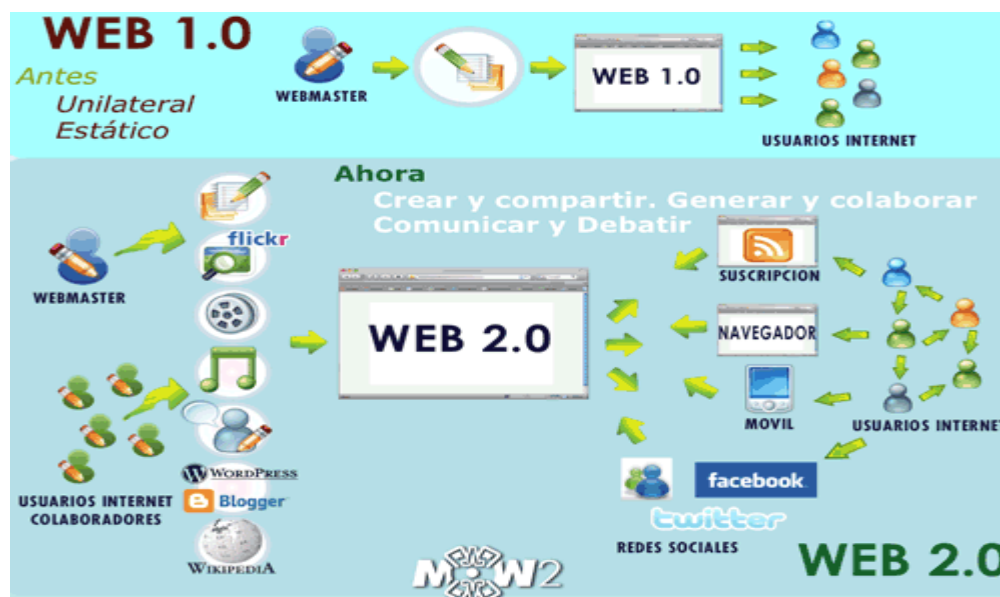 WEB 1.0
Antes
Unilateral
Estático
WEBMASTER
WEB 1.0
USUARIOS INTERNET
Ahora
Crear y compartir. Generar y colaborar
Comunicar y Debatir
flickr
WEBMASTER
WEB 2.0
SUSCRIPCION
NAVEGADOR
MOVIL
USUARIOS INTERNET
USUARIOS INTERNET
COLABORADORES
WORDPRESS
Blogger
WIKIPEDIA
facebook
twitter
REDES SOCIALES
MOW2
WEB 2.0